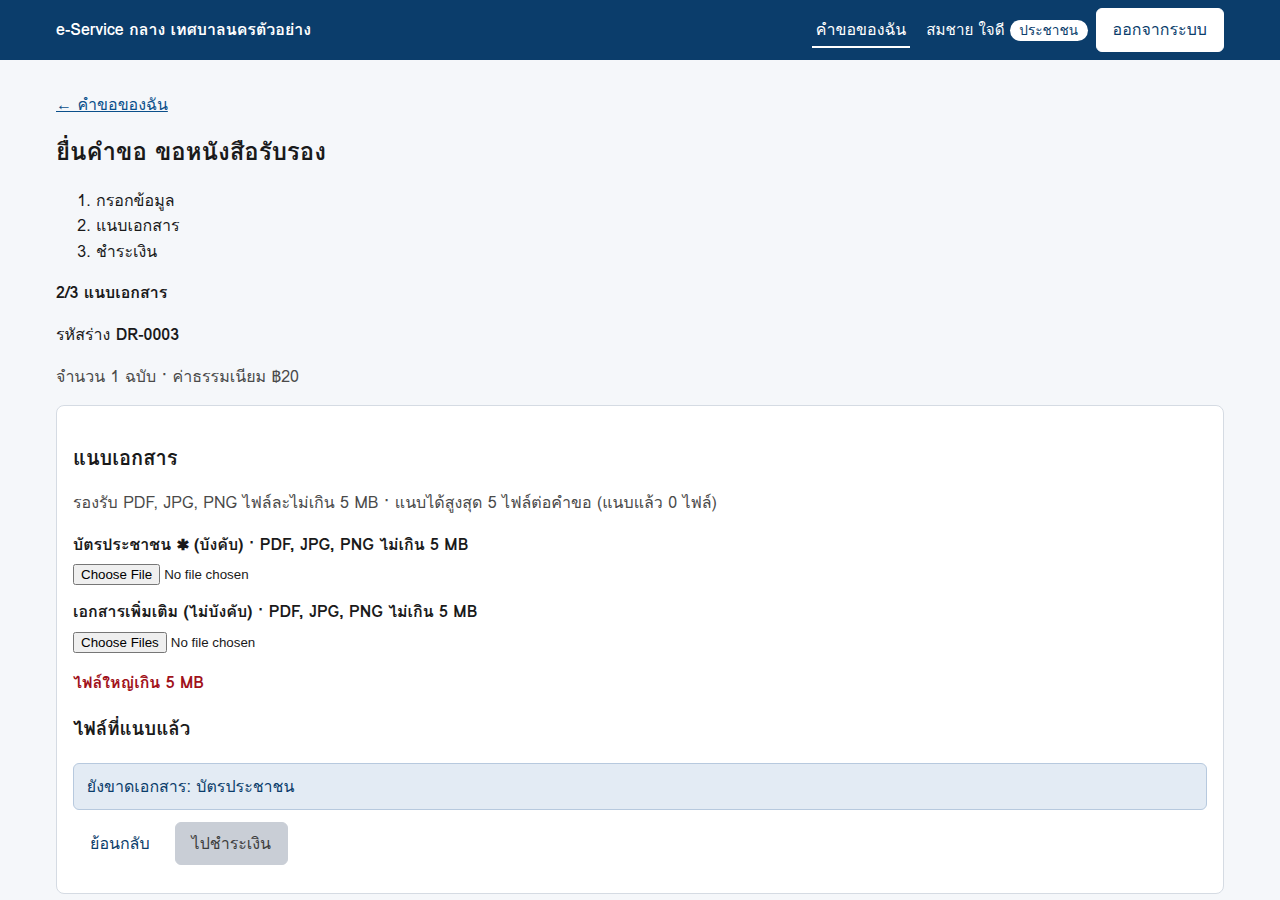 e-Service กลาง เทศบาลนครตัวอย่าง
คำขอของฉัน
สมชาย ใจดี ประชาชน
ออกจากระบบ
← คำขอของฉัน
ยื่นคำขอ ขอหนังสือรับรอง
1. กรอกข้อมูล
2. แนบเอกสาร
3. ชำระเงิน
2/3 แนบเอกสาร
รหัสร่าง DR-0003
จำนวน 1 ฉบับ · ค่าธรรมเนียม ฿20
แนบเอกสาร
รองรับ PDF, JPG, PNG ไฟล์ละไม่เกิน 5 MB · แนบได้สูงสุด 5 ไฟล์ต่อคำขอ (แนบแล้ว 0 ไฟล์)
บัตรประชาชน ✱ (บังคับ) · PDF, JPG, PNG ไม่เกิน 5 MB
Choose File No file chosen
เอกสารเพิ่มเติม (ไม่บังคับ) · PDF, JPG, PNG ไม่เกิน 5 MB
Choose Files No file chosen
ไฟล์ใหญ่เกิน 5 MB
ไฟล์ที่แนบแล้ว
ยังขาดเอกสาร: บัตรประชาชน
ย้อนกลับ
ไปชำระเงิน